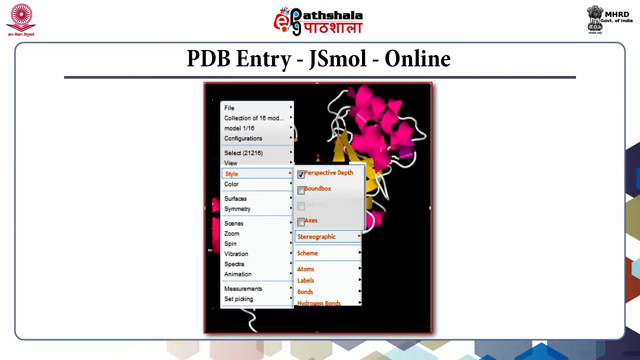 Pathshala
पाठशाला
MHRD
Govt. of India
PDB Entry - JSmol - Online
File
Collection of 16 mod...
model 1/16
Configurations
Select (21216)
View
Style
Color
Surfaces
Symmetry
Scenes
Zoom
Spin
Vibration
Spectra
Animation
Measurements
Set picking
Perspective Depth
Boundbox
Axes
Stereographic
Scheme
Atoms
Labels
Bonds
Hydrogen Bonds